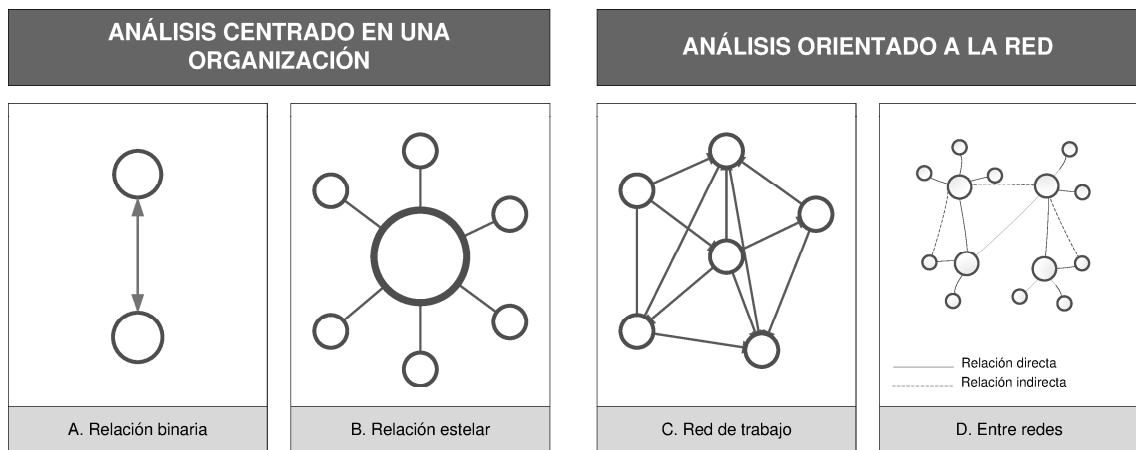 ANÁLISIS CENTRADO EN UNA
ORGANIZACIÓN
ANÁLISIS ORIENTADO A LA RED
Relación directa
Relación indirecta
A. Relación binaria
B. Relación estelar
C. Red de trabajo
D. Entre redes